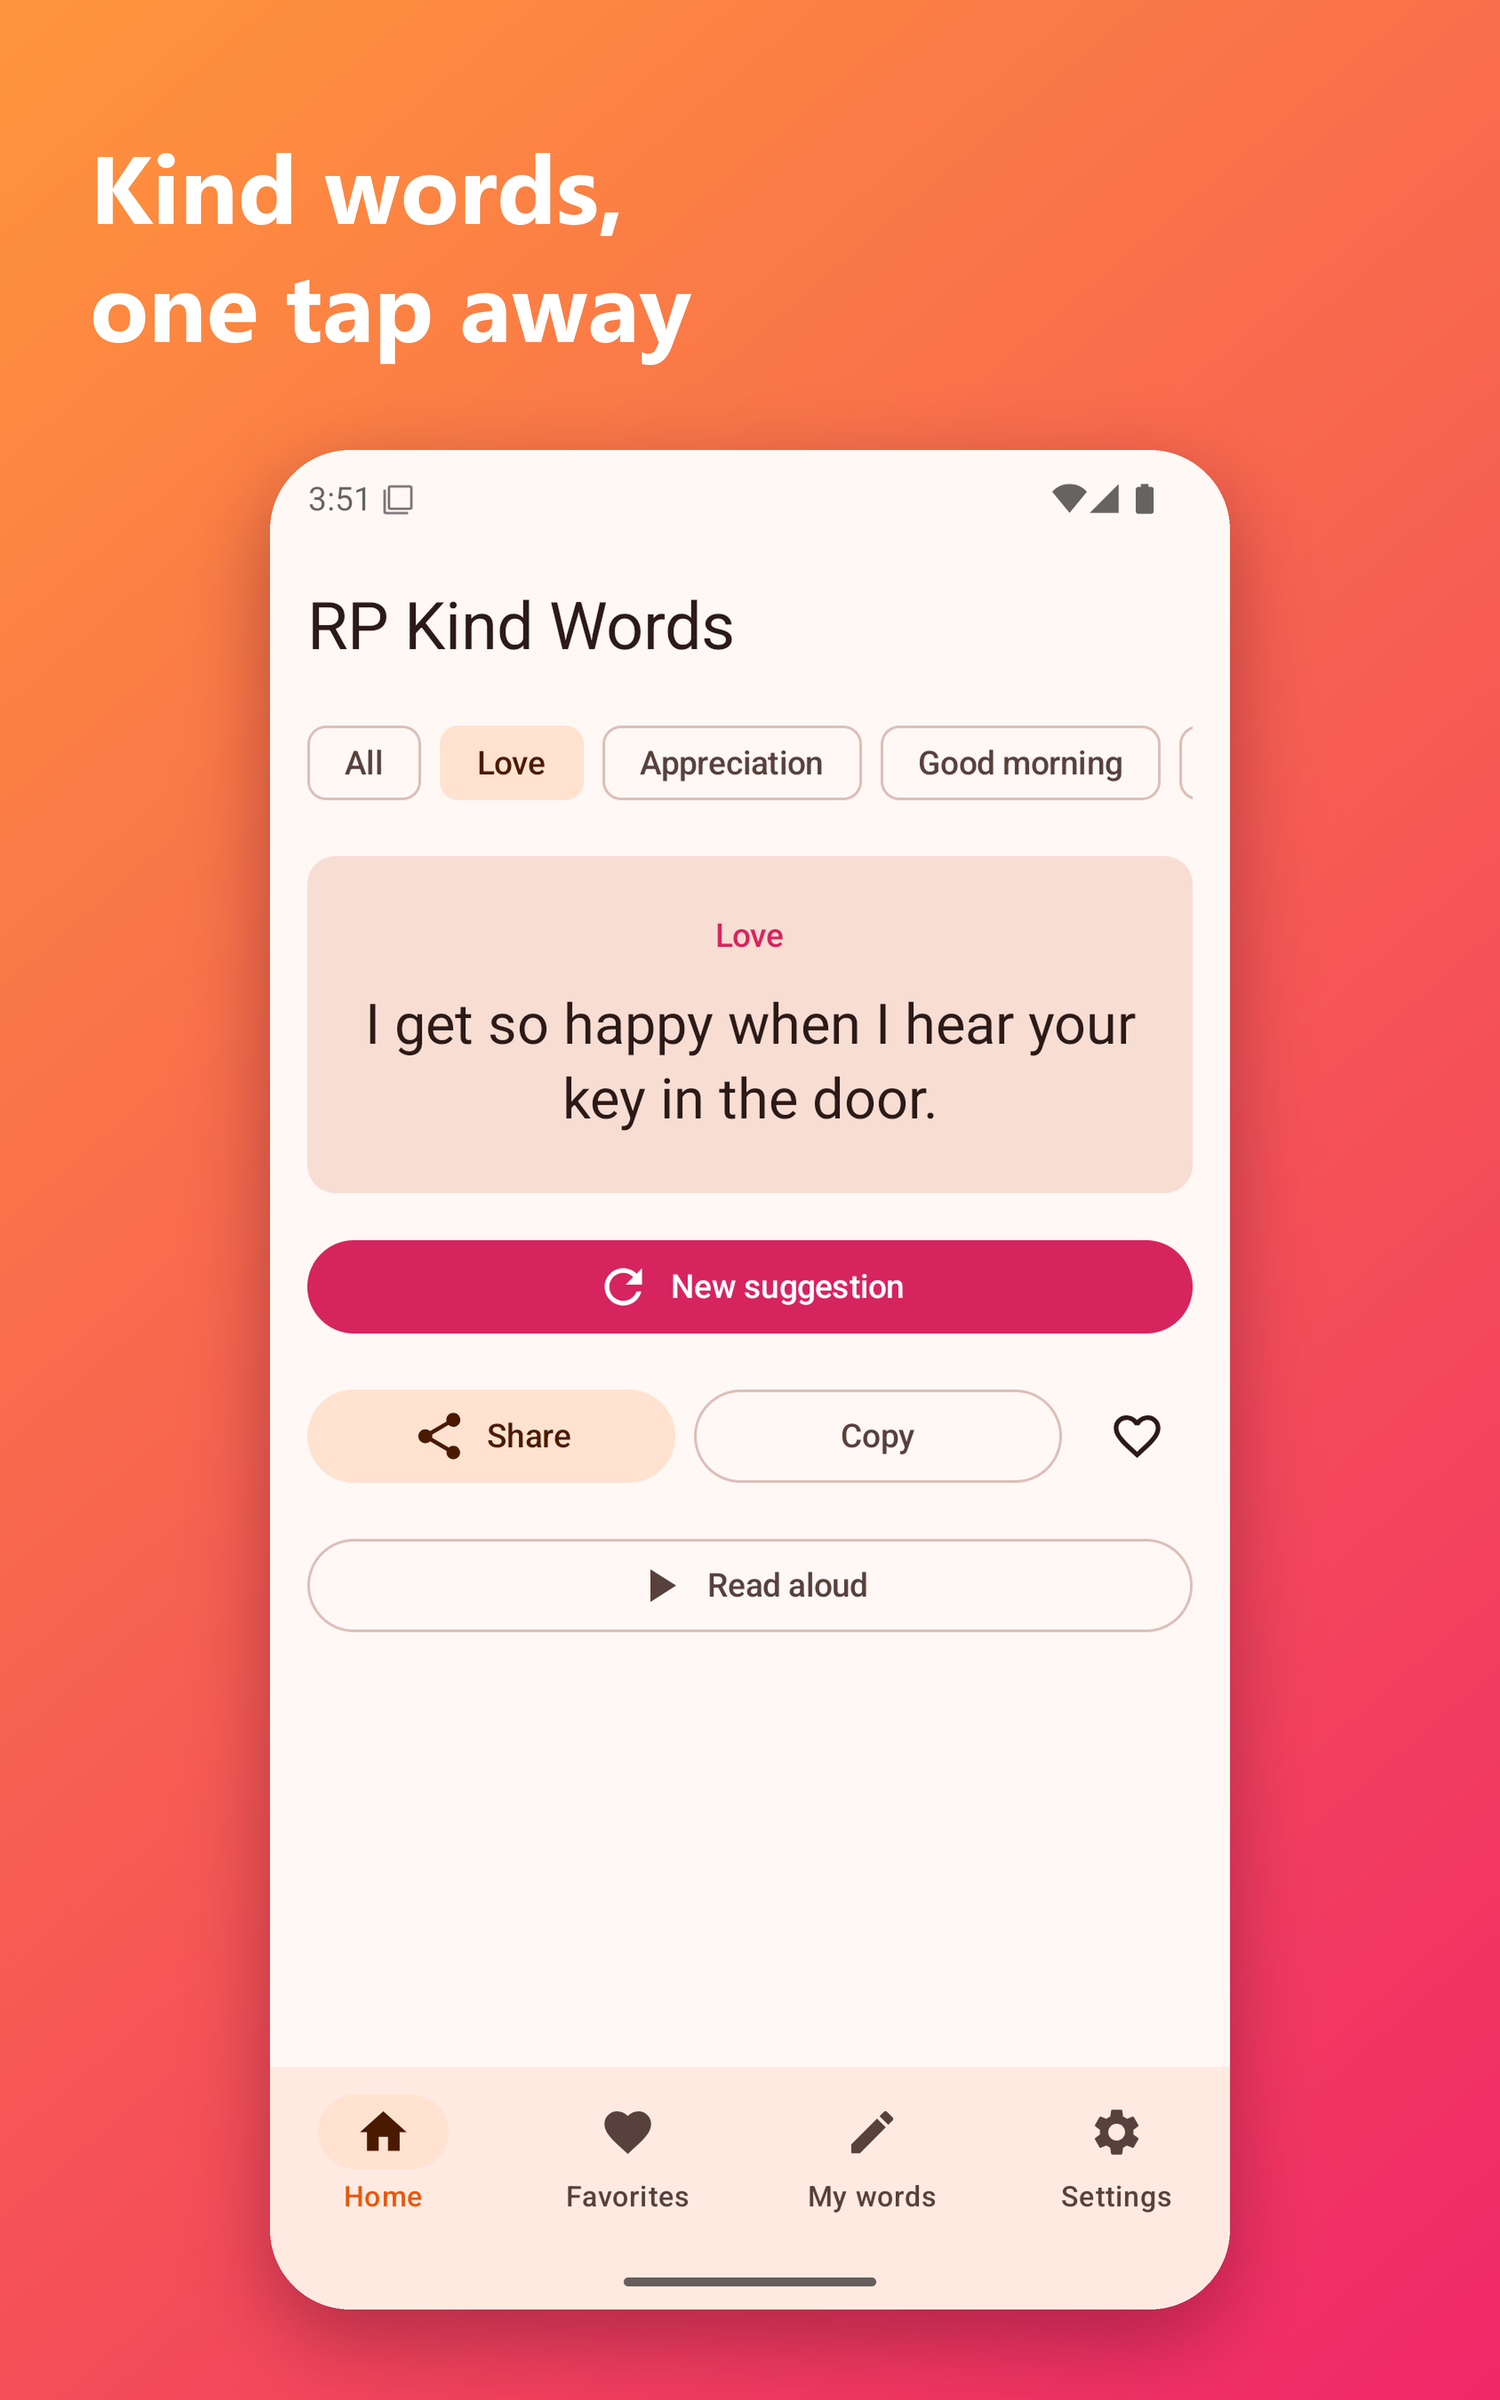 Kind words,
one tap away
3:51
RP Kind Words
All
Love
Appreciation
Good morning
Love
I get so happy when I hear your
key in the door.
New suggestion
Share
Copy
Read aloud
Home
Favorites
My words
Settings